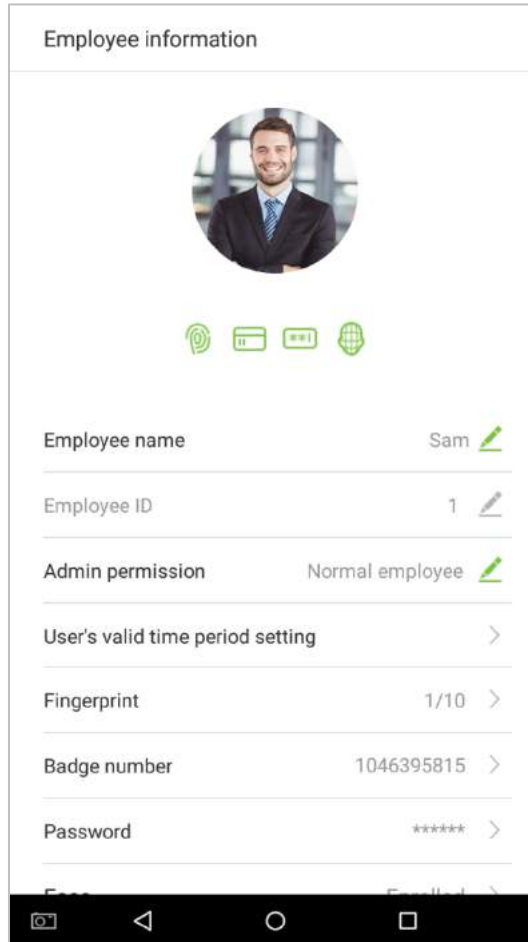 Employee information
**|
Employee name Sam
Employee ID 1
Admin permission Normal employee
User's valid time period setting
Fingerprint 1/10
Badge number 1046395815
Password ******